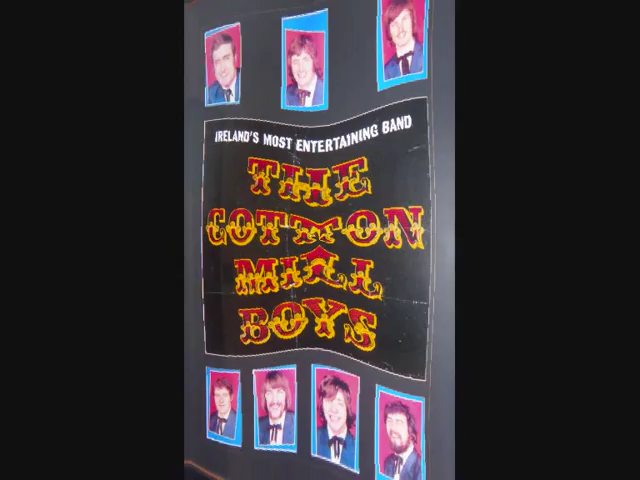 IRELAND'S MOST ENTERTAINING BAND
THE
COTTON
MILL
BOYS